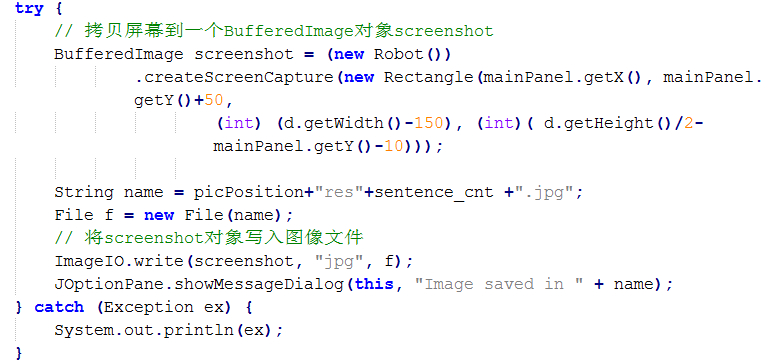 try {
// 拷贝屏幕到一个BufferedImage对象screenshot
BufferedImage screenshot = (new Robot())
.createScreenCapture(new Rectangle(mainPanel.getX(), mainPanel.
getY()+50,
(int) (d.getWidth()-150), (int)( d.getHeight()/2-
mainPanel.getY()-10)));
String name = picPosition+"res"+sentence_cnt +".jpg";
File f = new File(name);
// 将screenshot对象写入图像文件
ImageIO.write(screenshot, "jpg", f);
JOptionPane.showMessageDialog(this, "Image saved in " + name);
} catch (Exception ex) {
System.out.println(ex);
}